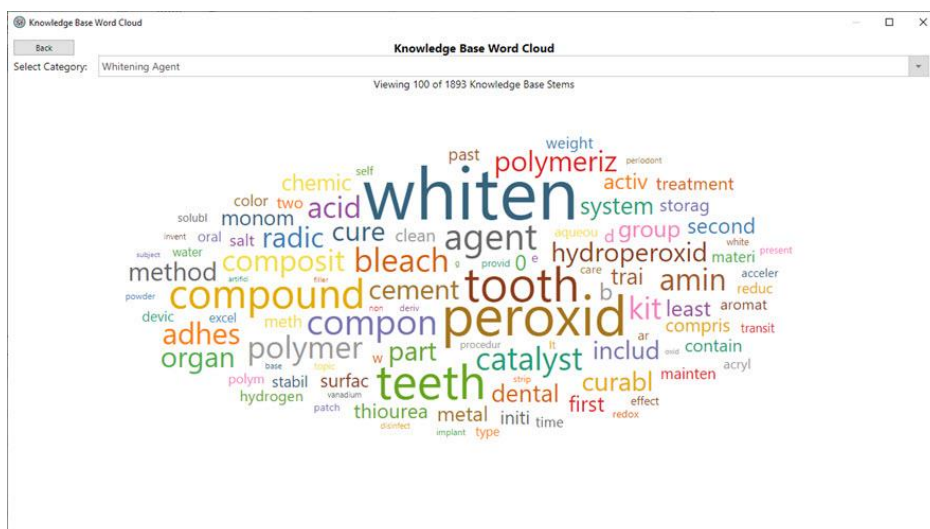 Knowledge Base Word Cloud
Back
Knowledge Base Word Cloud
Select Category:
Whitening Agent
Viewing 100 of 1893 Knowledge Base Stems
weight
past
polymeriz
periodont
self
chemic
whiten
activ
treatment
color
two
acid
system
storag
solubl
monom
cure
clean
agent
aqueou
d
group
second
invent
oral
salt
radic
hydroperoxid
white
present
subject
water
composit
bleach
g
provid
0
e
care
materi
method
artifici
filler
tooth
trai
amin
acceler
reduc
powder
compound
cement
b
kit
least
aromat
devic
excel
meth
compon
non
deriv
peroxid
compris
transit
adhes
ar
organ
polymer
w
part
procedur
lt
catalyst
includ
oxid
contain
base
topic
acryl
polym
stabil
surfac
teeth
strip
curabl
mainten
hydrogen
vanadium
dental
effect
patch
thiourea
metal
initi
time
first
redox
disinfect
implant
type